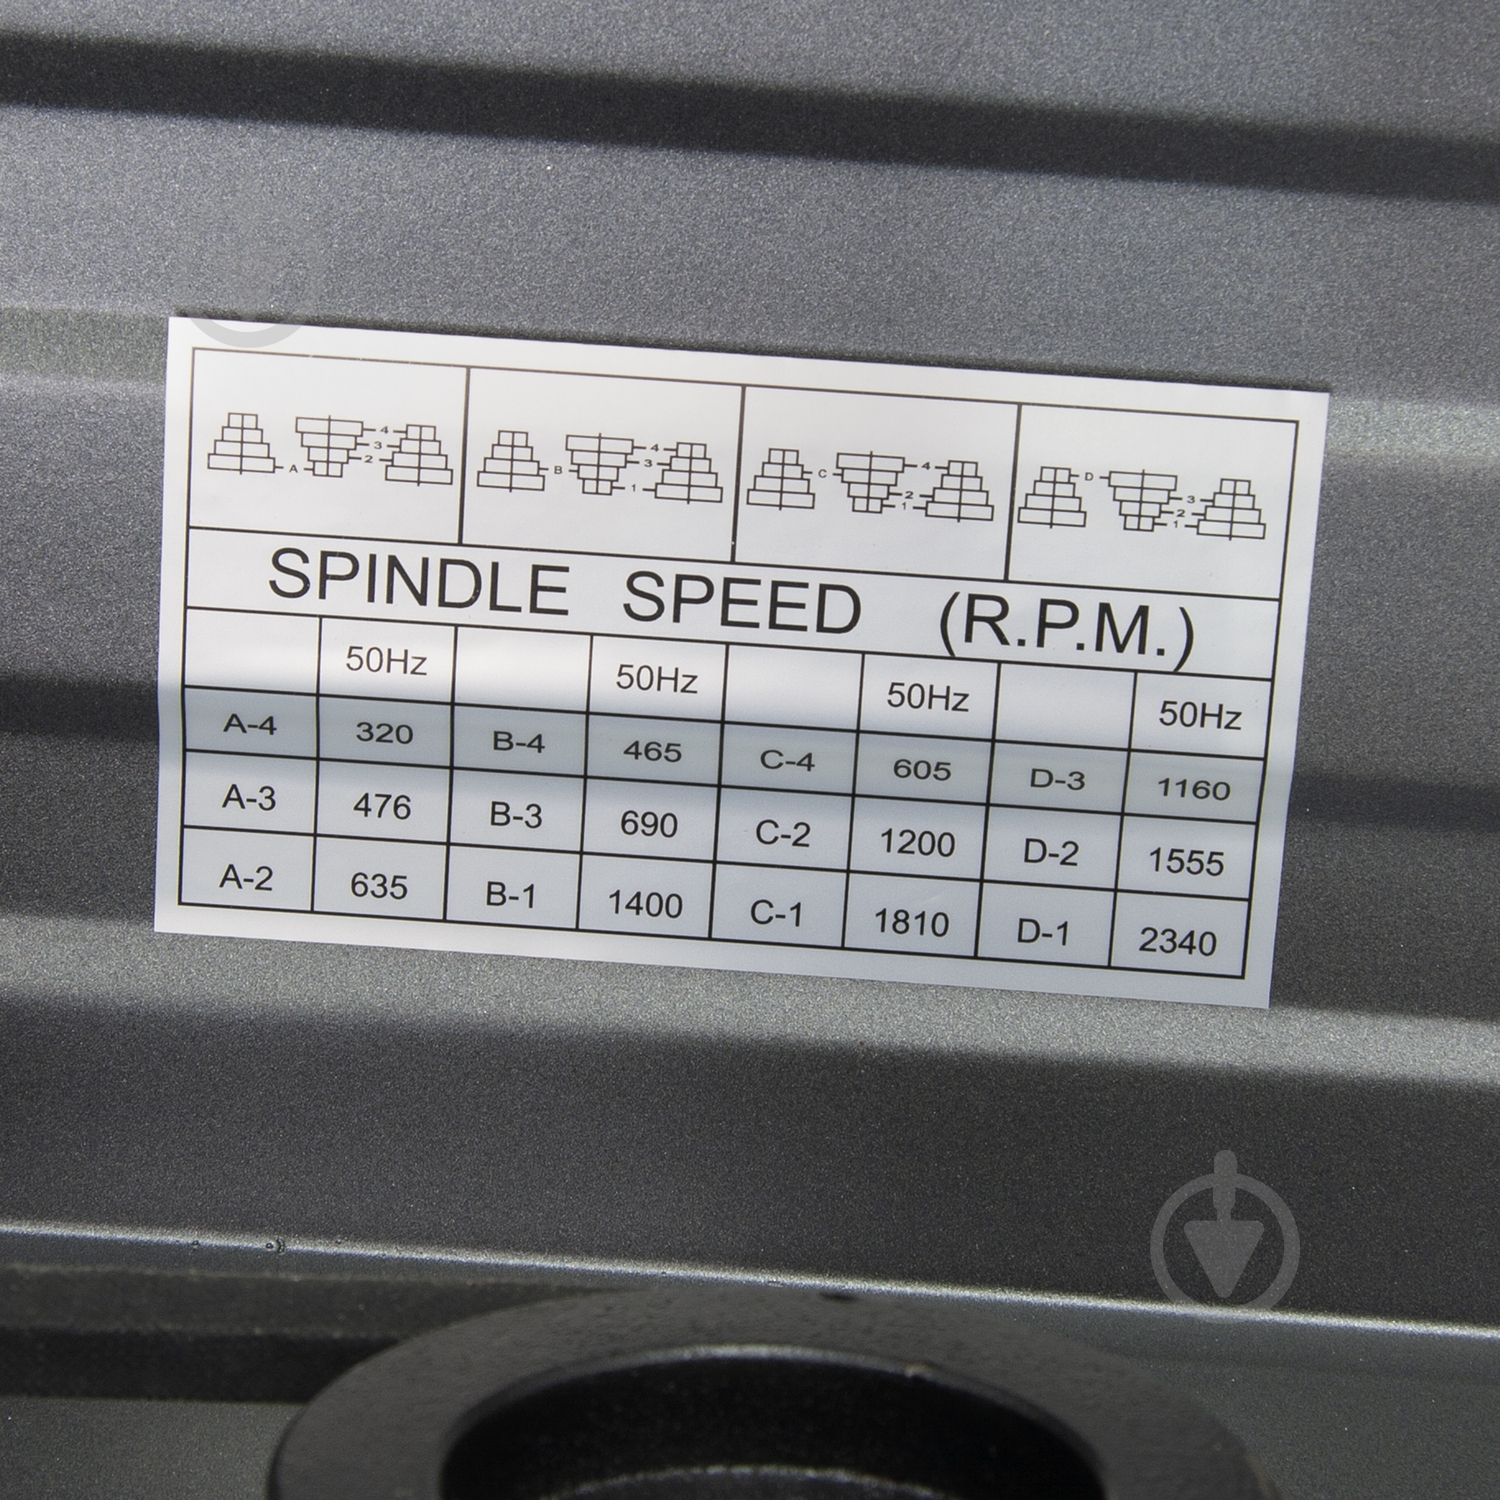 A 4 3 2 B 4 3 1 C 4 2 1 D 3 2 1
SPINDLE SPEED (R.P.M.)
50Hz 50Hz 50Hz 50Hz
A-4 320 B-4 465 C-4 605 D-3 1160
A-3 476 B-3 690 C-2 1200 D-2 1555
A-2 635 B-1 1400 C-1 1810 D-1 2340